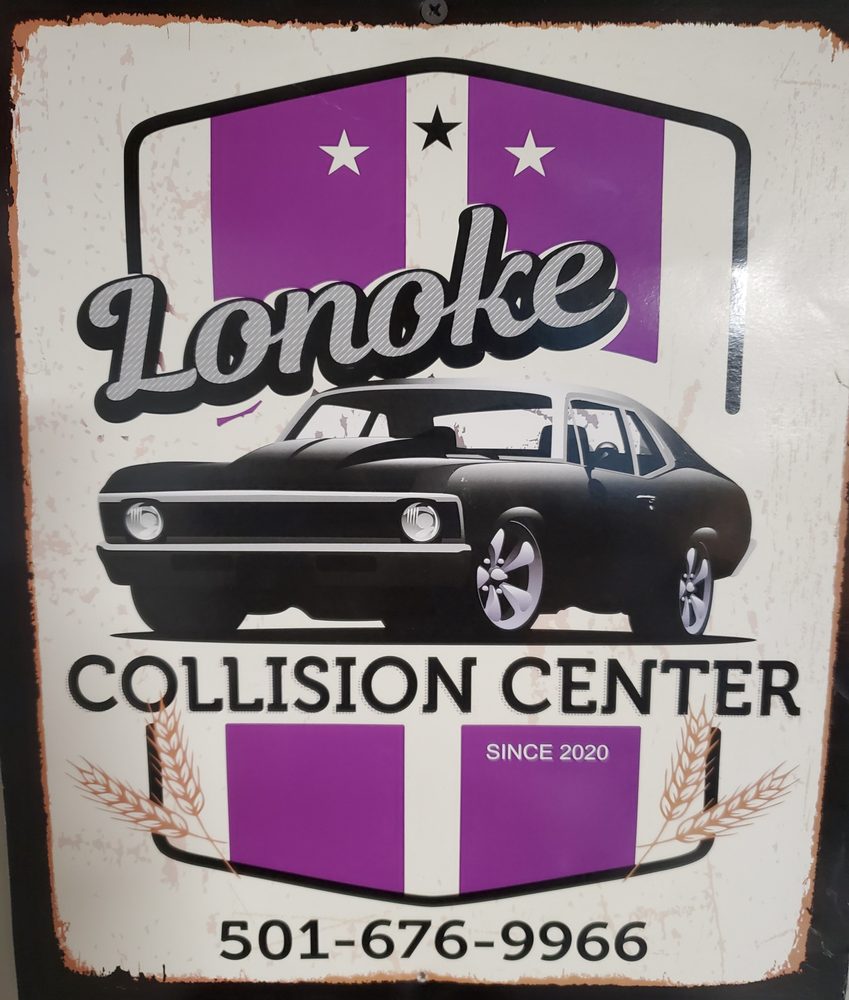 Lonoke
COLLISION CENTER
SINCE 2020
501-676-9966